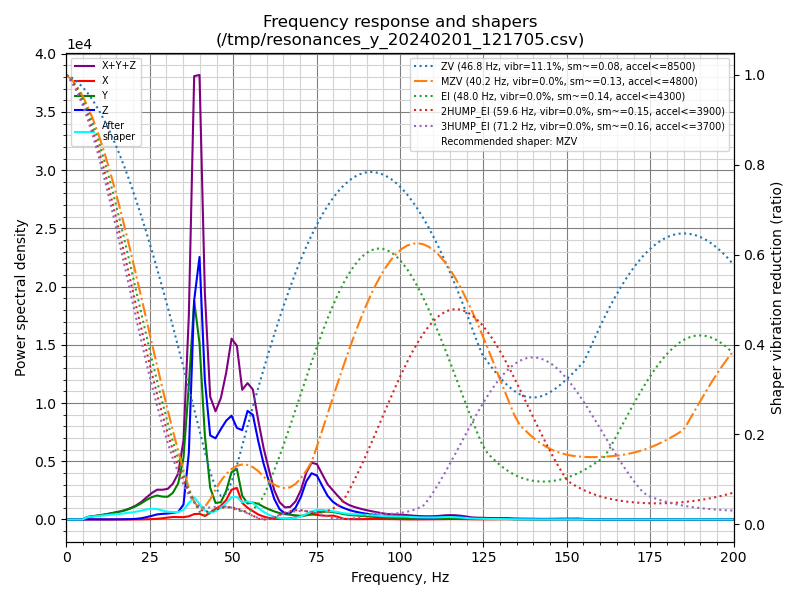 Frequency response and shapers
(/tmp/resonances_y_20240201_121705.csv)
1e4
X+Y+Z
X
Y
Z
After
shaper
ZV (46.8 Hz, vibr=11.1%, sm~=0.08, accel<=8500)
MZV (40.2 Hz, vibr=0.0%, sm~=0.13, accel<=4800)
EI (48.0 Hz, vibr=0.0%, sm~=0.14, accel<=4300)
2HUMP_EI (59.6 Hz, vibr=0.0%, sm~=0.15, accel<=3900)
3HUMP_EI (71.2 Hz, vibr=0.0%, sm~=0.16, accel<=3700)
Recommended shaper: MZV
4.0
3.5
3.0
2.5
2.0
1.5
1.0
0.5
0.0
Power spectral density
1.0
0.8
0.6
0.4
0.2
0.0
Shaper vibration reduction (ratio)
0 25 50 75 100 125 150 175 200
Frequency, Hz